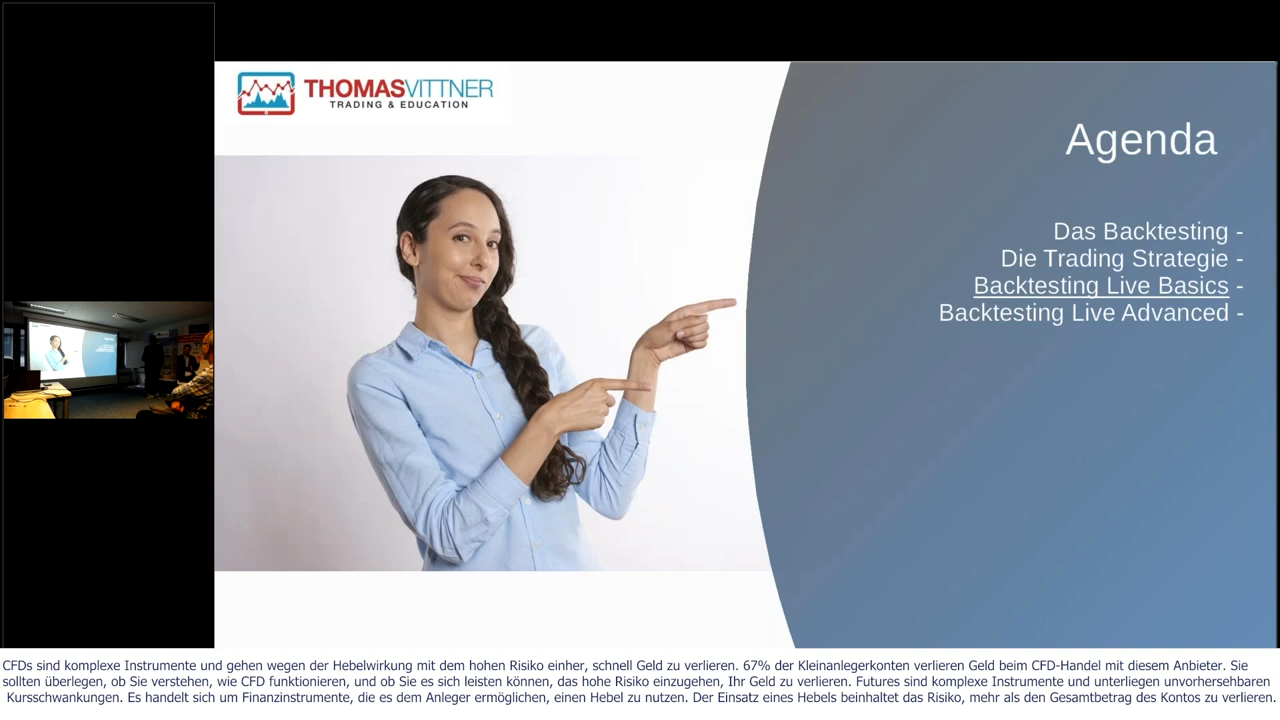 THOMASVITTNER
TRADING & EDUCATION
Agenda
Das Backtesting -
Die Trading Strategie -
Backtesting Live Basics -
Backtesting Live Advanced -
CFDs sind komplexe Instrumente und gehen wegen der Hebelwirkung mit dem hohen Risiko einher, schnell Geld zu verlieren. 67% der Kleinanlegerkonten verlieren Geld beim CFD-Handel mit diesem Anbieter. Sie
sollten überlegen, ob Sie verstehen, wie CFD funktionieren, und ob Sie es sich leisten können, das hohe Risiko einzugehen, Ihr Geld zu verlieren. Futures sind komplexe Instrumente und unterliegen unvorhersehbaren
Kursschwankungen. Es handelt sich um Finanzinstrumente, die es dem Anleger ermöglichen, einen Hebel zu nutzen. Der Einsatz eines Hebels beinhaltet das Risiko, mehr als den Gesamtbetrag des Kontos zu verlieren.